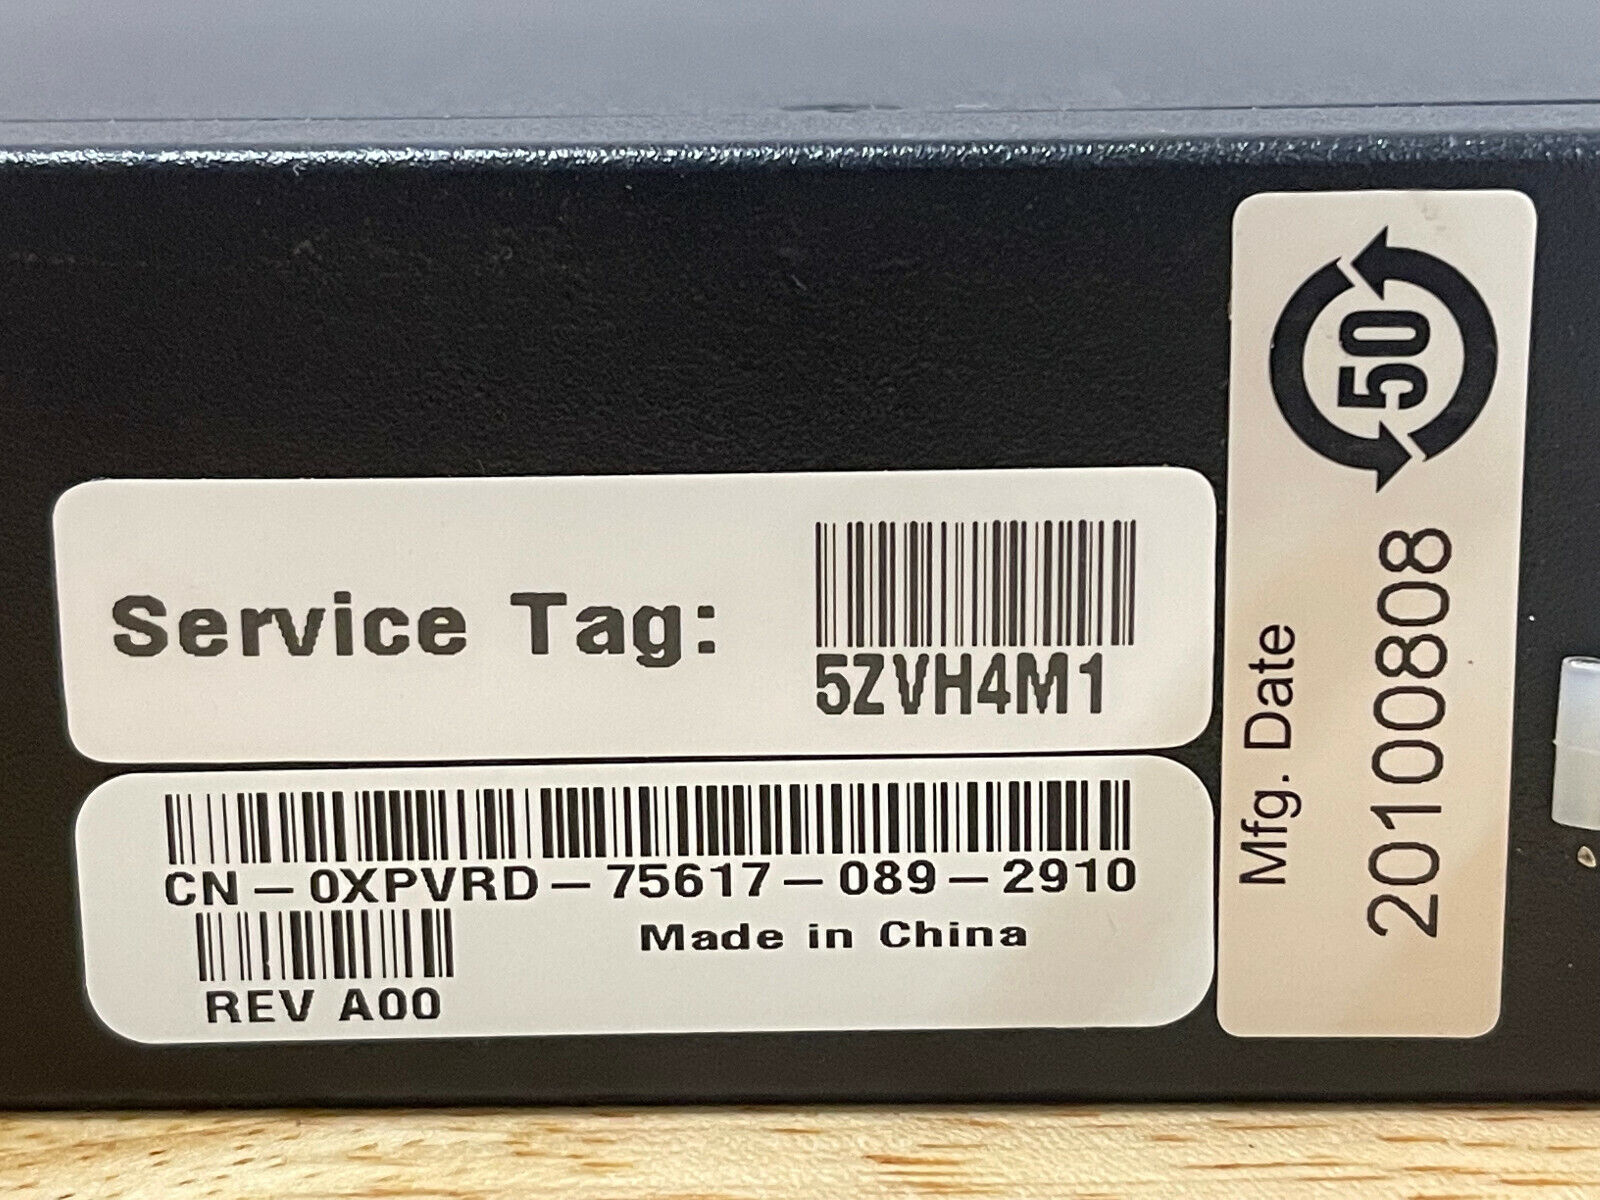 Service Tag:
5ZVH4M1
CN-0XPVRD-75617-089-2910
Made in China
REV A00
50
Mfg. Date
20100808